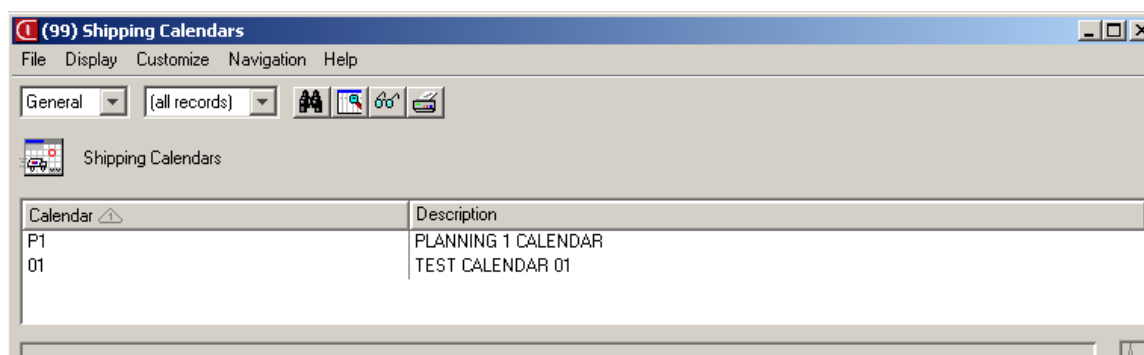 (99) Shipping Calendars
File Display Customize Navigation Help
General (all records)
Shipping Calendars
Calendar 1 Description
P1 PLANNING 1 CALENDAR
01 TEST CALENDAR 01